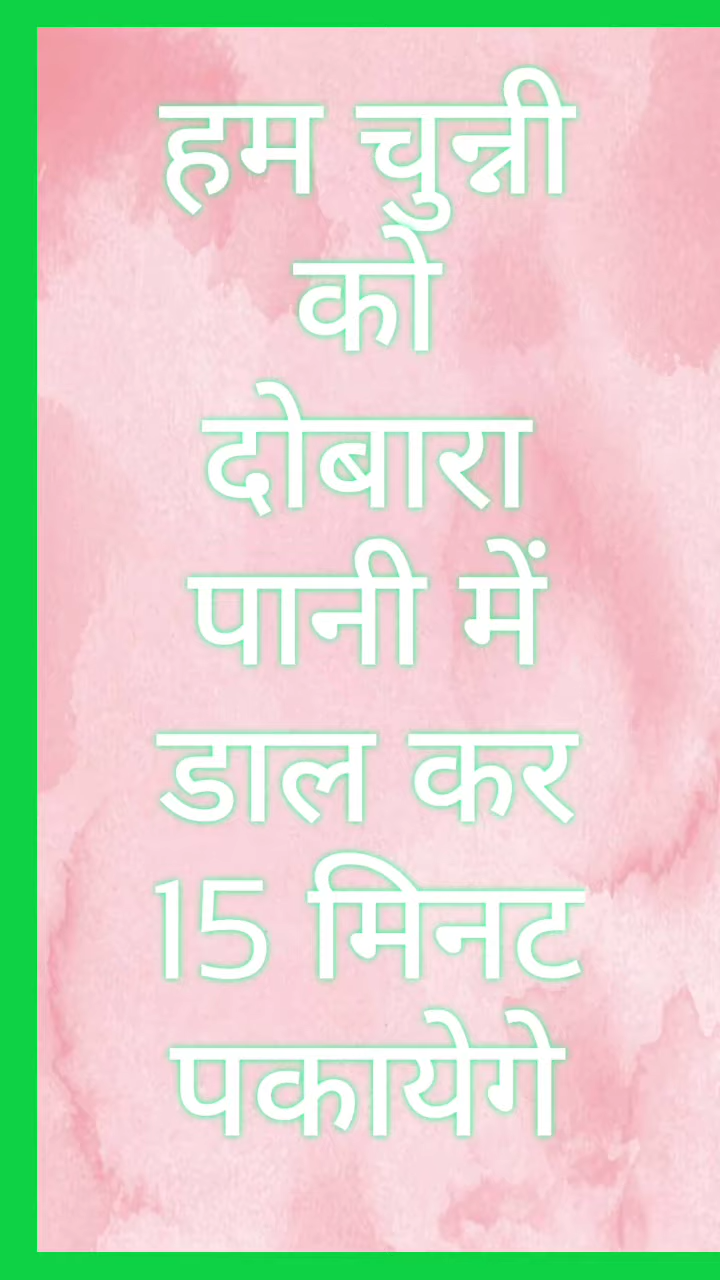 हम चुन्नी
को
दोबारा
पानी में
डाल कर
15 मिनट
पकायेगे